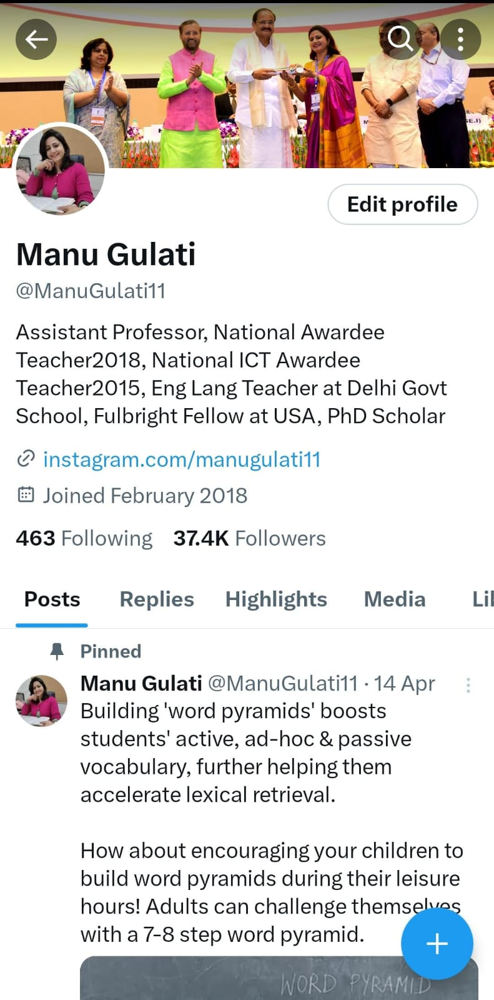 E.I)
Edit profile
Manu Gulati
@ManuGulati11
Assistant Professor, National Awardee
Teacher2018, National ICT Awardee
Teacher2015, Eng Lang Teacher at Delhi Govt
School, Fulbright Fellow at USA, PhD Scholar
instagram.com/manugulati11
Joined February 2018
463 Following 37.4K Followers
Posts Replies Highlights Media Lik
Pinned
Manu Gulati @ManuGulati11 · 14 Apr
Building 'word pyramids' boosts
students' active, ad-hoc & passive
vocabulary, further helping them
accelerate lexical retrieval.
How about encouraging your children to
build word pyramids during their leisure
hours! Adults can challenge themselves
with a 7-8 step word pyramid.
WORD PYRAMID